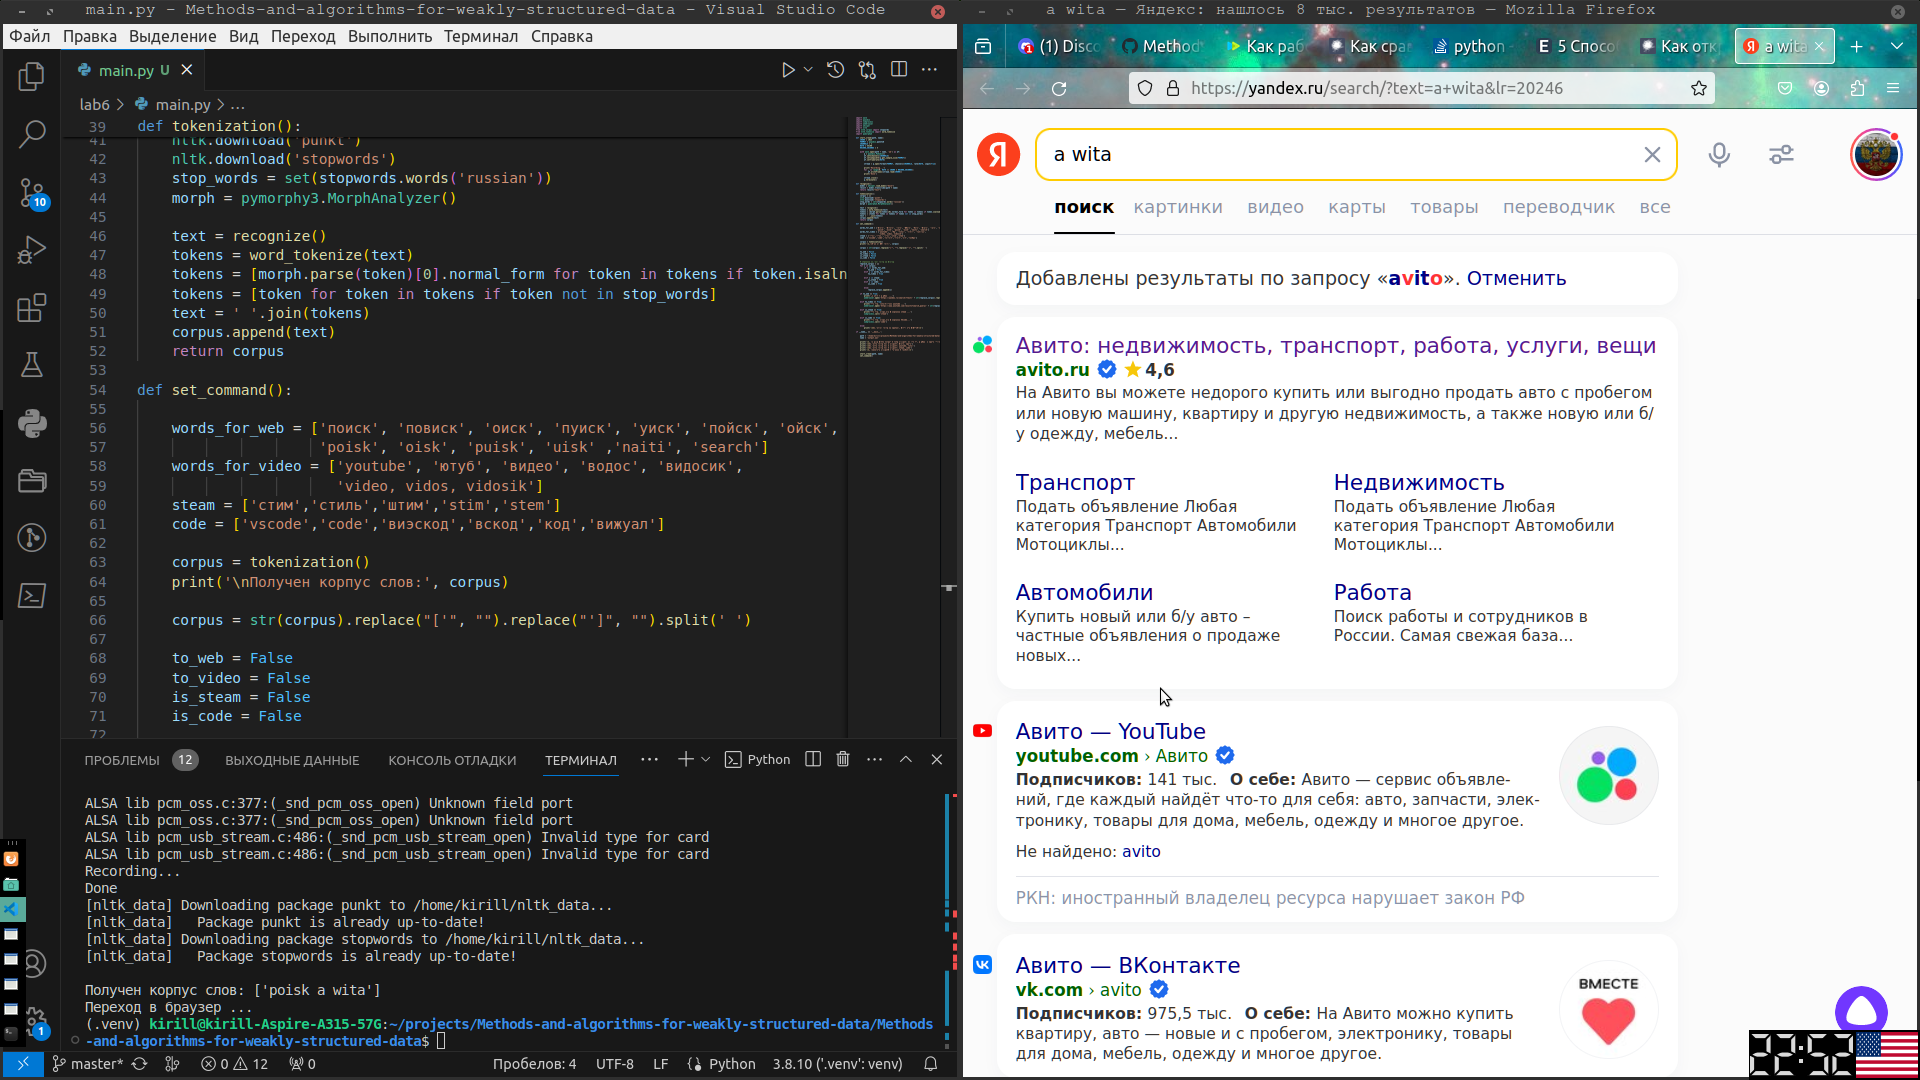 main.py - Methods-and-algorithms-for-weakly-structured-data - Visual Studio Code
Файл Правка Выделение Вид Переход Выполнить Терминал Справка
main.py U
lab6 > main.py > ...
39 def tokenization():
41 nltk.download('punkt')
42 nltk.download('stopwords')
43 stop_words = set(stopwords.words('russian'))
44 morph = pymorphy3.MorphAnalyzer()
45
46 text = recognize()
47 tokens = word_tokenize(text)
48 tokens = [morph.parse(token)[0].normal_form for token in tokens if token.isaln
49 tokens = [token for token in tokens if token not in stop_words]
50 text = ' '.join(tokens)
51 corpus.append(text)
52 return corpus
53
54 def set_command():
55
56 words_for_web = ['поиск', 'повиск', 'оиск', 'пуиск', 'уиск', 'пойск', 'ойск',
57 'poisk', 'oisk', 'puisk', 'uisk' ,'naiti', 'search']
58 words_for_video = ['youtube', 'ютуб', 'видео', 'водос', 'видосик',
59 'video, vidos, vidosik']
60 steam = ['стим','стиль','штим','stim','stem']
61 code = ['vscode','code','виэскод','вскод','код','вижуал']
62
63 corpus = tokenization()
64 print('\nПолучен корпус слов:', corpus)
65
66 corpus = str(corpus).replace("['", "").replace("']", "").split(' ')
67
68 to_web = False
69 to_video = False
70 is_steam = False
71 is_code = False
72
10
ПРОБЛЕМЫ 12 ВЫХОДНЫЕ ДАННЫЕ КОНСОЛЬ ОТЛАДКИ ТЕРМИНАЛ Python
ALSA lib pcm_oss.c:377:(_snd_pcm_oss_open) Unknown field port
ALSA lib pcm_oss.c:377:(_snd_pcm_oss_open) Unknown field port
ALSA lib pcm_usb_stream.c:486:(_snd_pcm_usb_stream_open) Invalid type for card
ALSA lib pcm_usb_stream.c:486:(_snd_pcm_usb_stream_open) Invalid type for card
Recording...
Done
[nltk_data] Downloading package punkt to /home/kirill/nltk_data...
[nltk_data]   Package punkt is already up-to-date!
[nltk_data] Downloading package stopwords to /home/kirill/nltk_data...
[nltk_data]   Package stopwords is already up-to-date!
Получен корпус слов: ['poisk a wita']
Переход в браузер ...
(.venv) kirill@kirill-Aspire-A315-57G:~/projects/Methods-and-algorithms-for-weakly-structured-data/Methods
-and-algorithms-for-weakly-structured-data$
1
master* 0 12 0 Пробелов: 4 UTF-8 LF Python 3.8.10 ('.venv': venv)
a wita — Яндекс: нашлось 8 тыс. результатов — Mozilla Firefox
(1) Disc Method Как раб Как сра python 5 Спосо Как отк a wita
https://yandex.ru/search/?text=a+wita&lr=20246
Я a wita
поиск картинки видео карты товары переводчик все
Добавлены результаты по запросу «avito». Отменить
Авито: недвижимость, транспорт, работа, услуги, вещи
avito.ru 4,6
На Авито вы можете недорого купить или выгодно продать авто с пробегом
или новую машину, квартиру и другую недвижимость, а также новую или б/
у одежду, мебель...
Транспорт
Подать объявление Любая
категория Транспорт Автомобили
Мотоциклы...
Недвижимость
Подать объявление Любая
категория Транспорт Автомобили
Мотоциклы...
Автомобили
Купить новый или б/у авто –
частные объявления о продаже
новых...
Работа
Поиск работы и сотрудников в
России. Самая свежая база...
Авито — YouTube
youtube.com › Авито
Подписчиков: 141 тыс. О себе: Авито — сервис объявле-
ний, где каждый найдёт что-то для себя: авто, запчасти, элек-
тронику, товары для дома, мебель, одежду и многое другое.
Не найдено: avito
РКН: иностранный владелец ресурса нарушает закон РФ
Авито — ВКонтакте
vk.com › avito
Подписчиков: 975,5 тыс. О себе: На Авито можно купить
квартиру, авто — новые и с пробегом, электронику, товары
для дома, мебель, одежду и многое другое.
ВМЕСТЕ